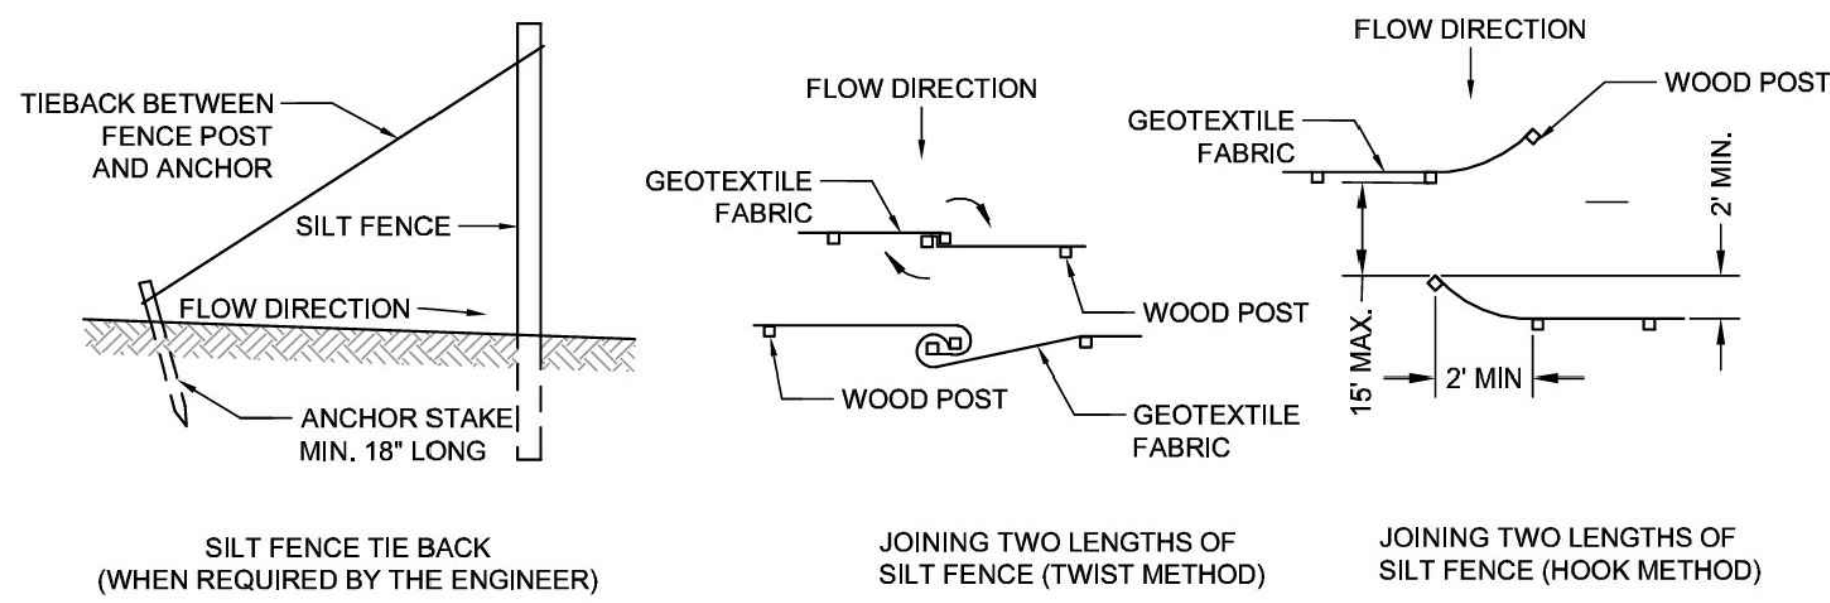 TIEBACK BETWEEN
FENCE POST
AND ANCHOR
SILT FENCE
FLOW DIRECTION
ANCHOR STAKE
MIN. 18" LONG
SILT FENCE TIE BACK
(WHEN REQUIRED BY THE ENGINEER)
FLOW DIRECTION
GEOTEXTILE
FABRIC
WOOD POST
WOOD POST
GEOTEXTILE
FABRIC
JOINING TWO LENGTHS OF
SILT FENCE (TWIST METHOD)
FLOW DIRECTION
WOOD POST
GEOTEXTILE
FABRIC
2' MIN.
15' MAX.
2' MIN
JOINING TWO LENGTHS OF
SILT FENCE (HOOK METHOD)